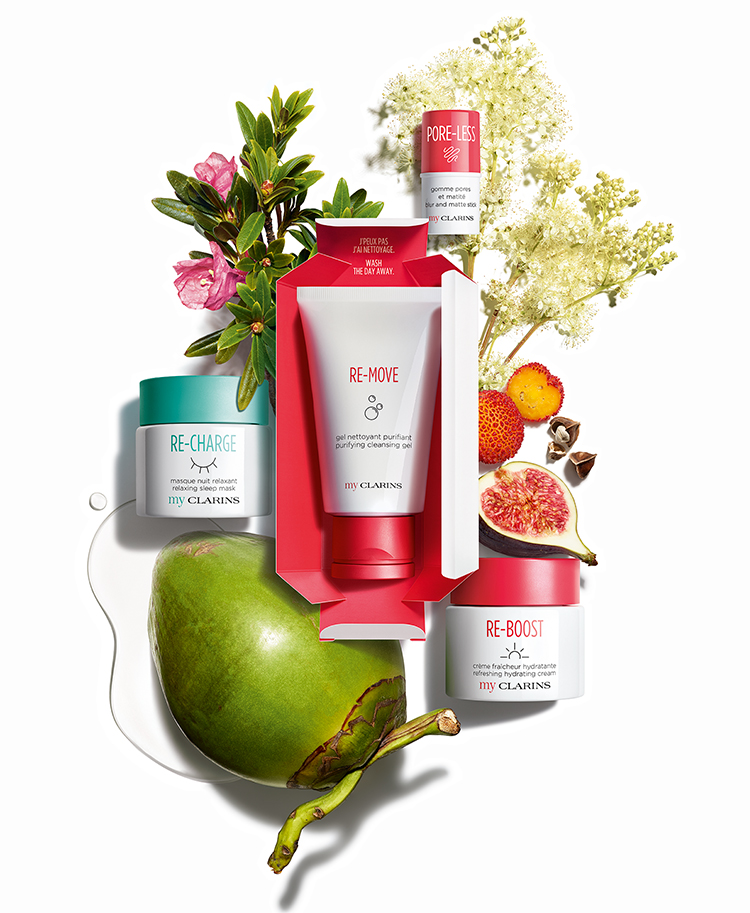 PORE-LESS
gomme pores
et matité
blur and matte stick
my CLARINS
J'PEUX PAS
J'AI NETTOYAGE.
WASH
THE DAY AWAY.
RE-MOVE
gel nettoyant purifiant
purifying cleansing gel
my CLARINS
RE-CHARGE
masque nuit relaxant
relaxing sleep mask
my CLARINS
RE-BOOST
crème fraîcheur hydratante
refreshing hydrating cream
my CLARINS